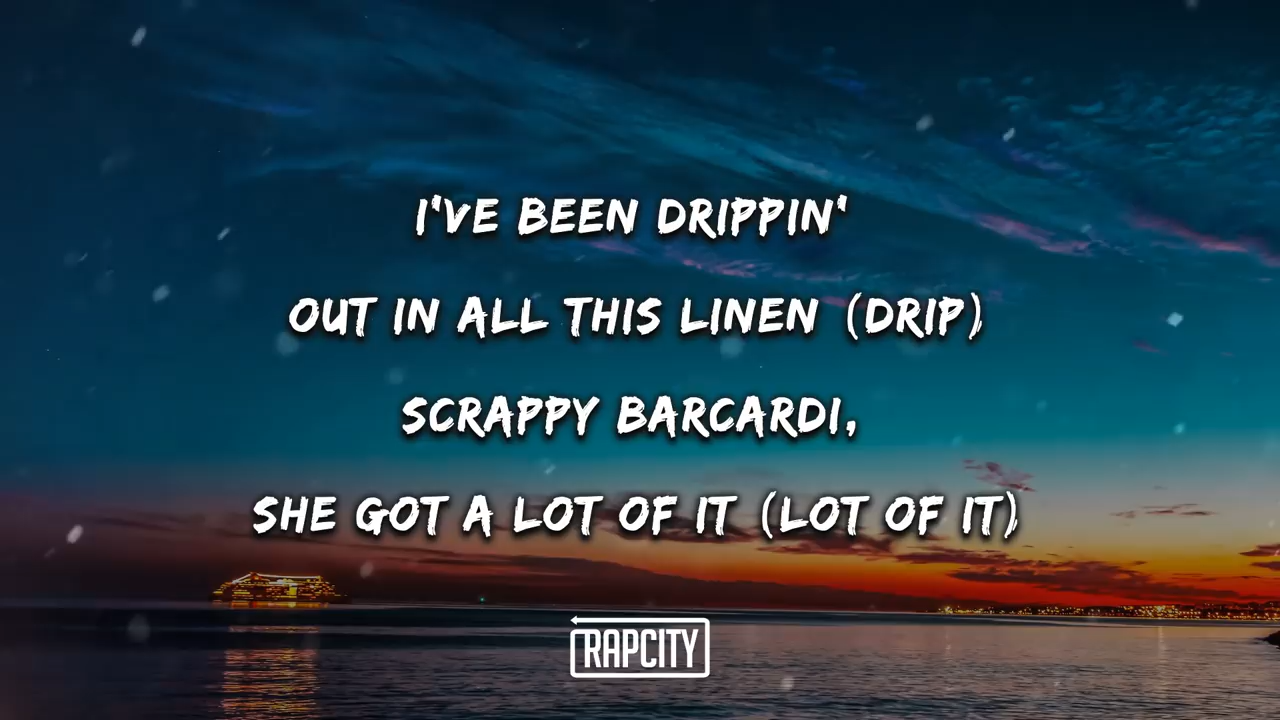 I'VE BEEN DRIPPIN'
OUT IN ALL THIS LINEN (DRIP)
SCRAPPY BARCARDI,
SHE GOT A LOT OF IT (LOT OF IT)
RAPCITY